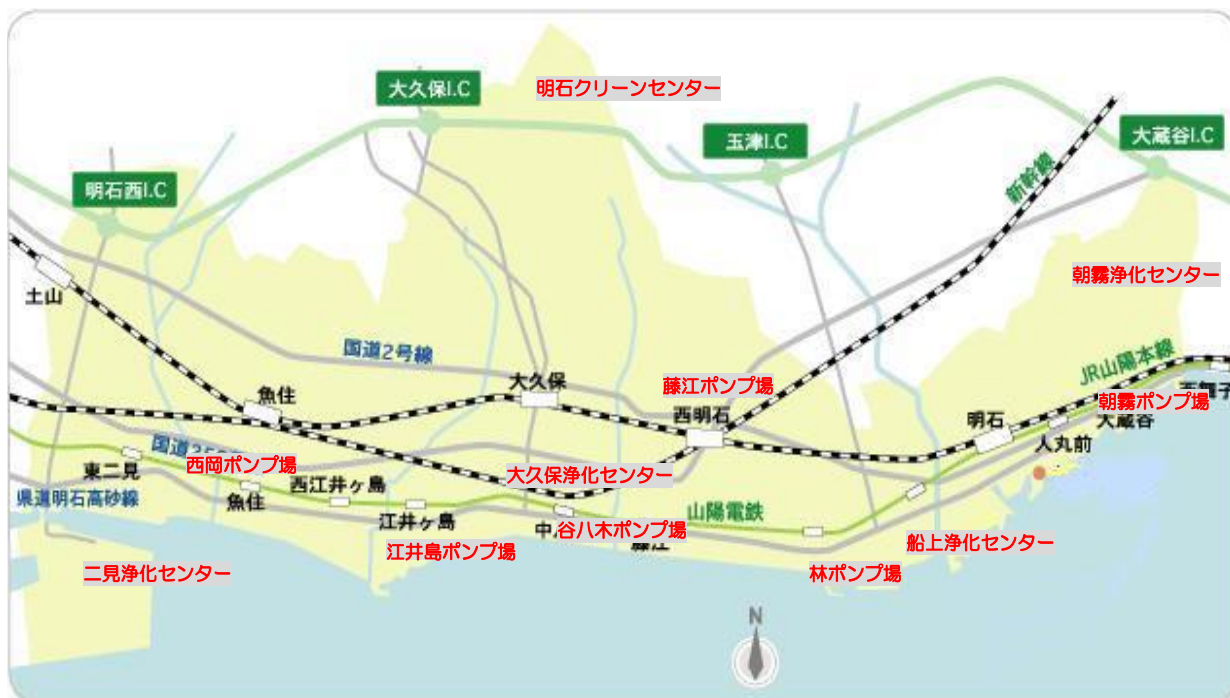 明石クリーンセンター
大久保I.C
玉津I.C
大蔵谷I.C
明石西I.C
新幹線
朝霧浄化センター
土山
国道2号線
JR山陽本線
魚住
大久保
藤江ポンプ場
西明石
明石
朝霧ポンプ場
大蔵谷
人丸前
国道
西岡ポンプ場
東二見
大久保浄化センター
県道明石高砂線
魚住
西江井ヶ島
江井ヶ島
山陽電鉄
谷八木ポンプ場
江井島ポンプ場
船上浄化センター
二見浄化センター
林ポンプ場
N